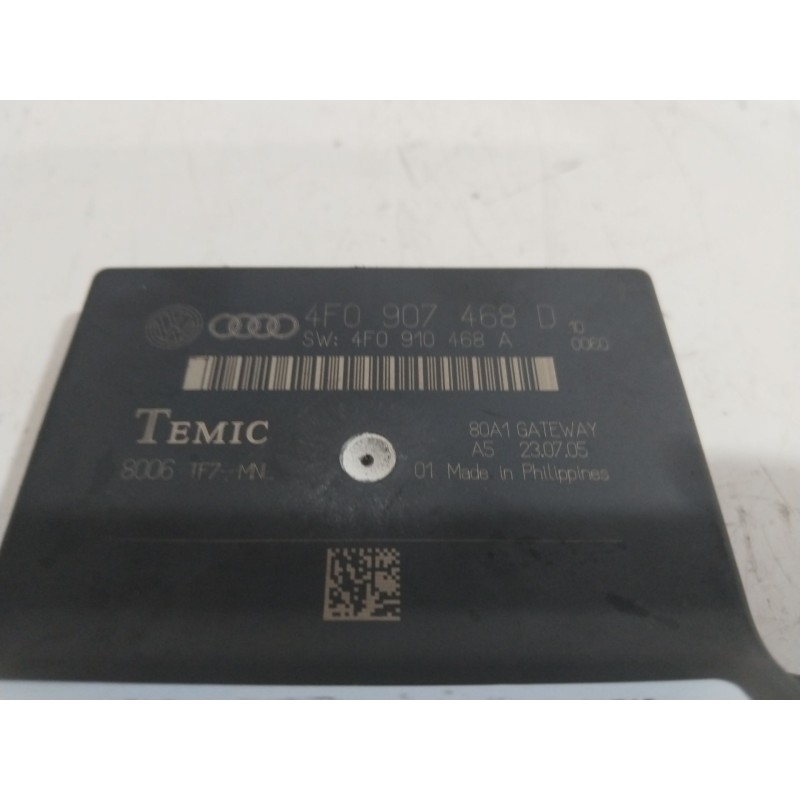 4F0 907 468 D 10
SW: 4F0 910 468 A 0060
TEMIC
80A1 GATEWAY
A5 23.07.05
8006 TF7-MN 01 Made in Philippines